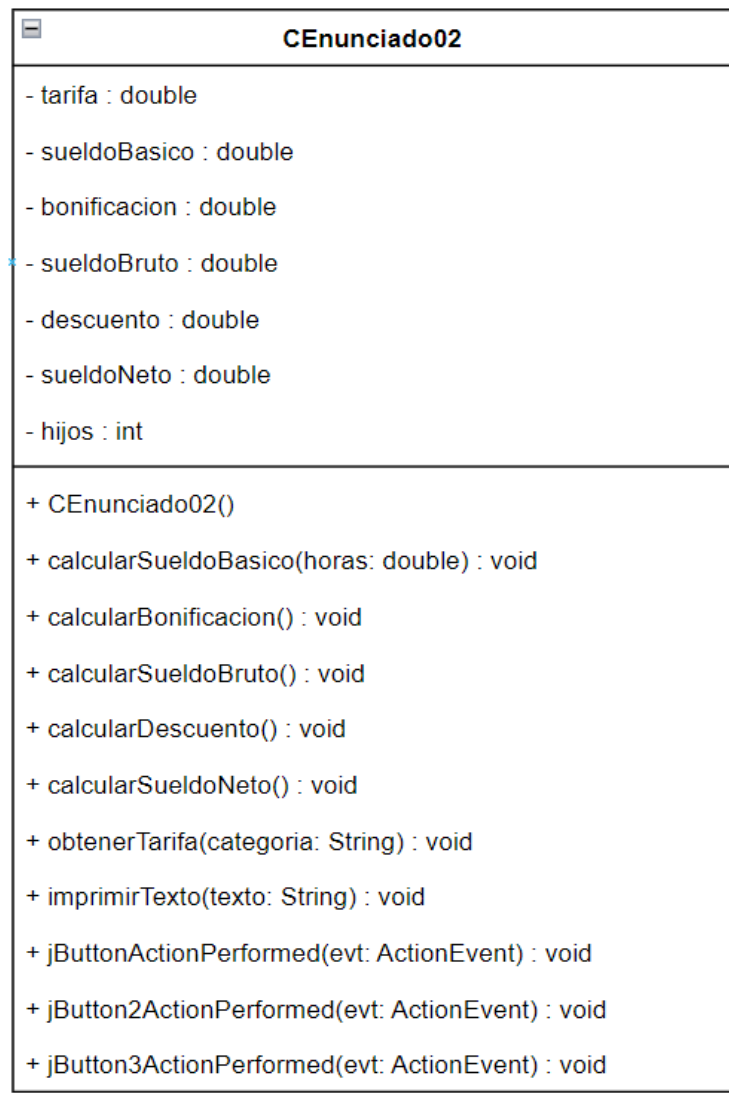 CEnunciado02
- tarifa : double
- sueldoBasico : double
- bonificacion : double
- sueldoBruto : double
- descuento : double
- sueldoNeto : double
- hijos : int
+ CEnunciado02()
+ calcularSueldoBasico(horas: double) : void
+ calcularBonificacion() : void
+ calcularSueldoBruto() : void
+ calcularDescuento() : void
+ calcularSueldoNeto() : void
+ obtenerTarifa(categoria: String) : void
+ imprimirTexto(texto: String) : void
+ jButtonActionPerformed(evt: ActionEvent) : void
+ jButton2ActionPerformed(evt: ActionEvent) : void
+ jButton3ActionPerformed(evt: ActionEvent) : void